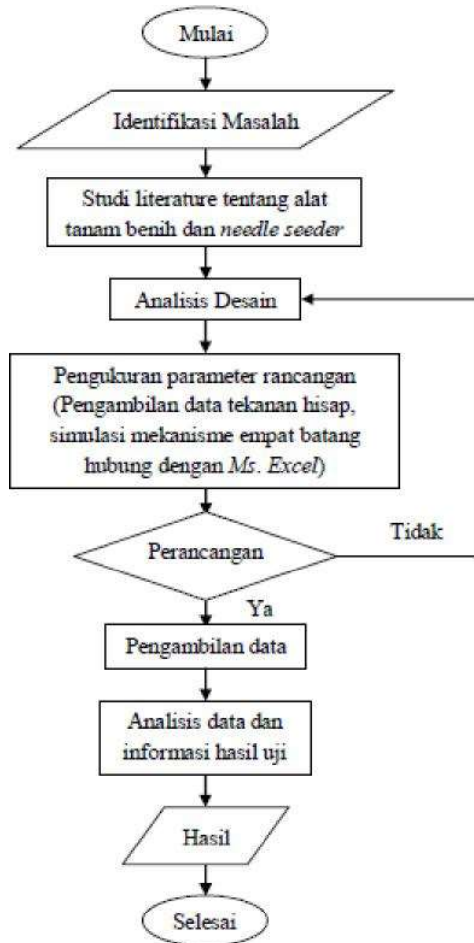 Mulai
Identifikasi Masalah
Studi literature tentang alat
tanam benih dan needle seeder
Analisis Desain
Pengukuran parameter rancangan
(Pengambilan data tekanan hisap,
simulasi mekanisme empat batang
hubung dengan Ms. Excel)
Perancangan
Tidak
Ya
Pengambilan data
Analisis data dan
informasi hasil uji
Hasil
Selesai